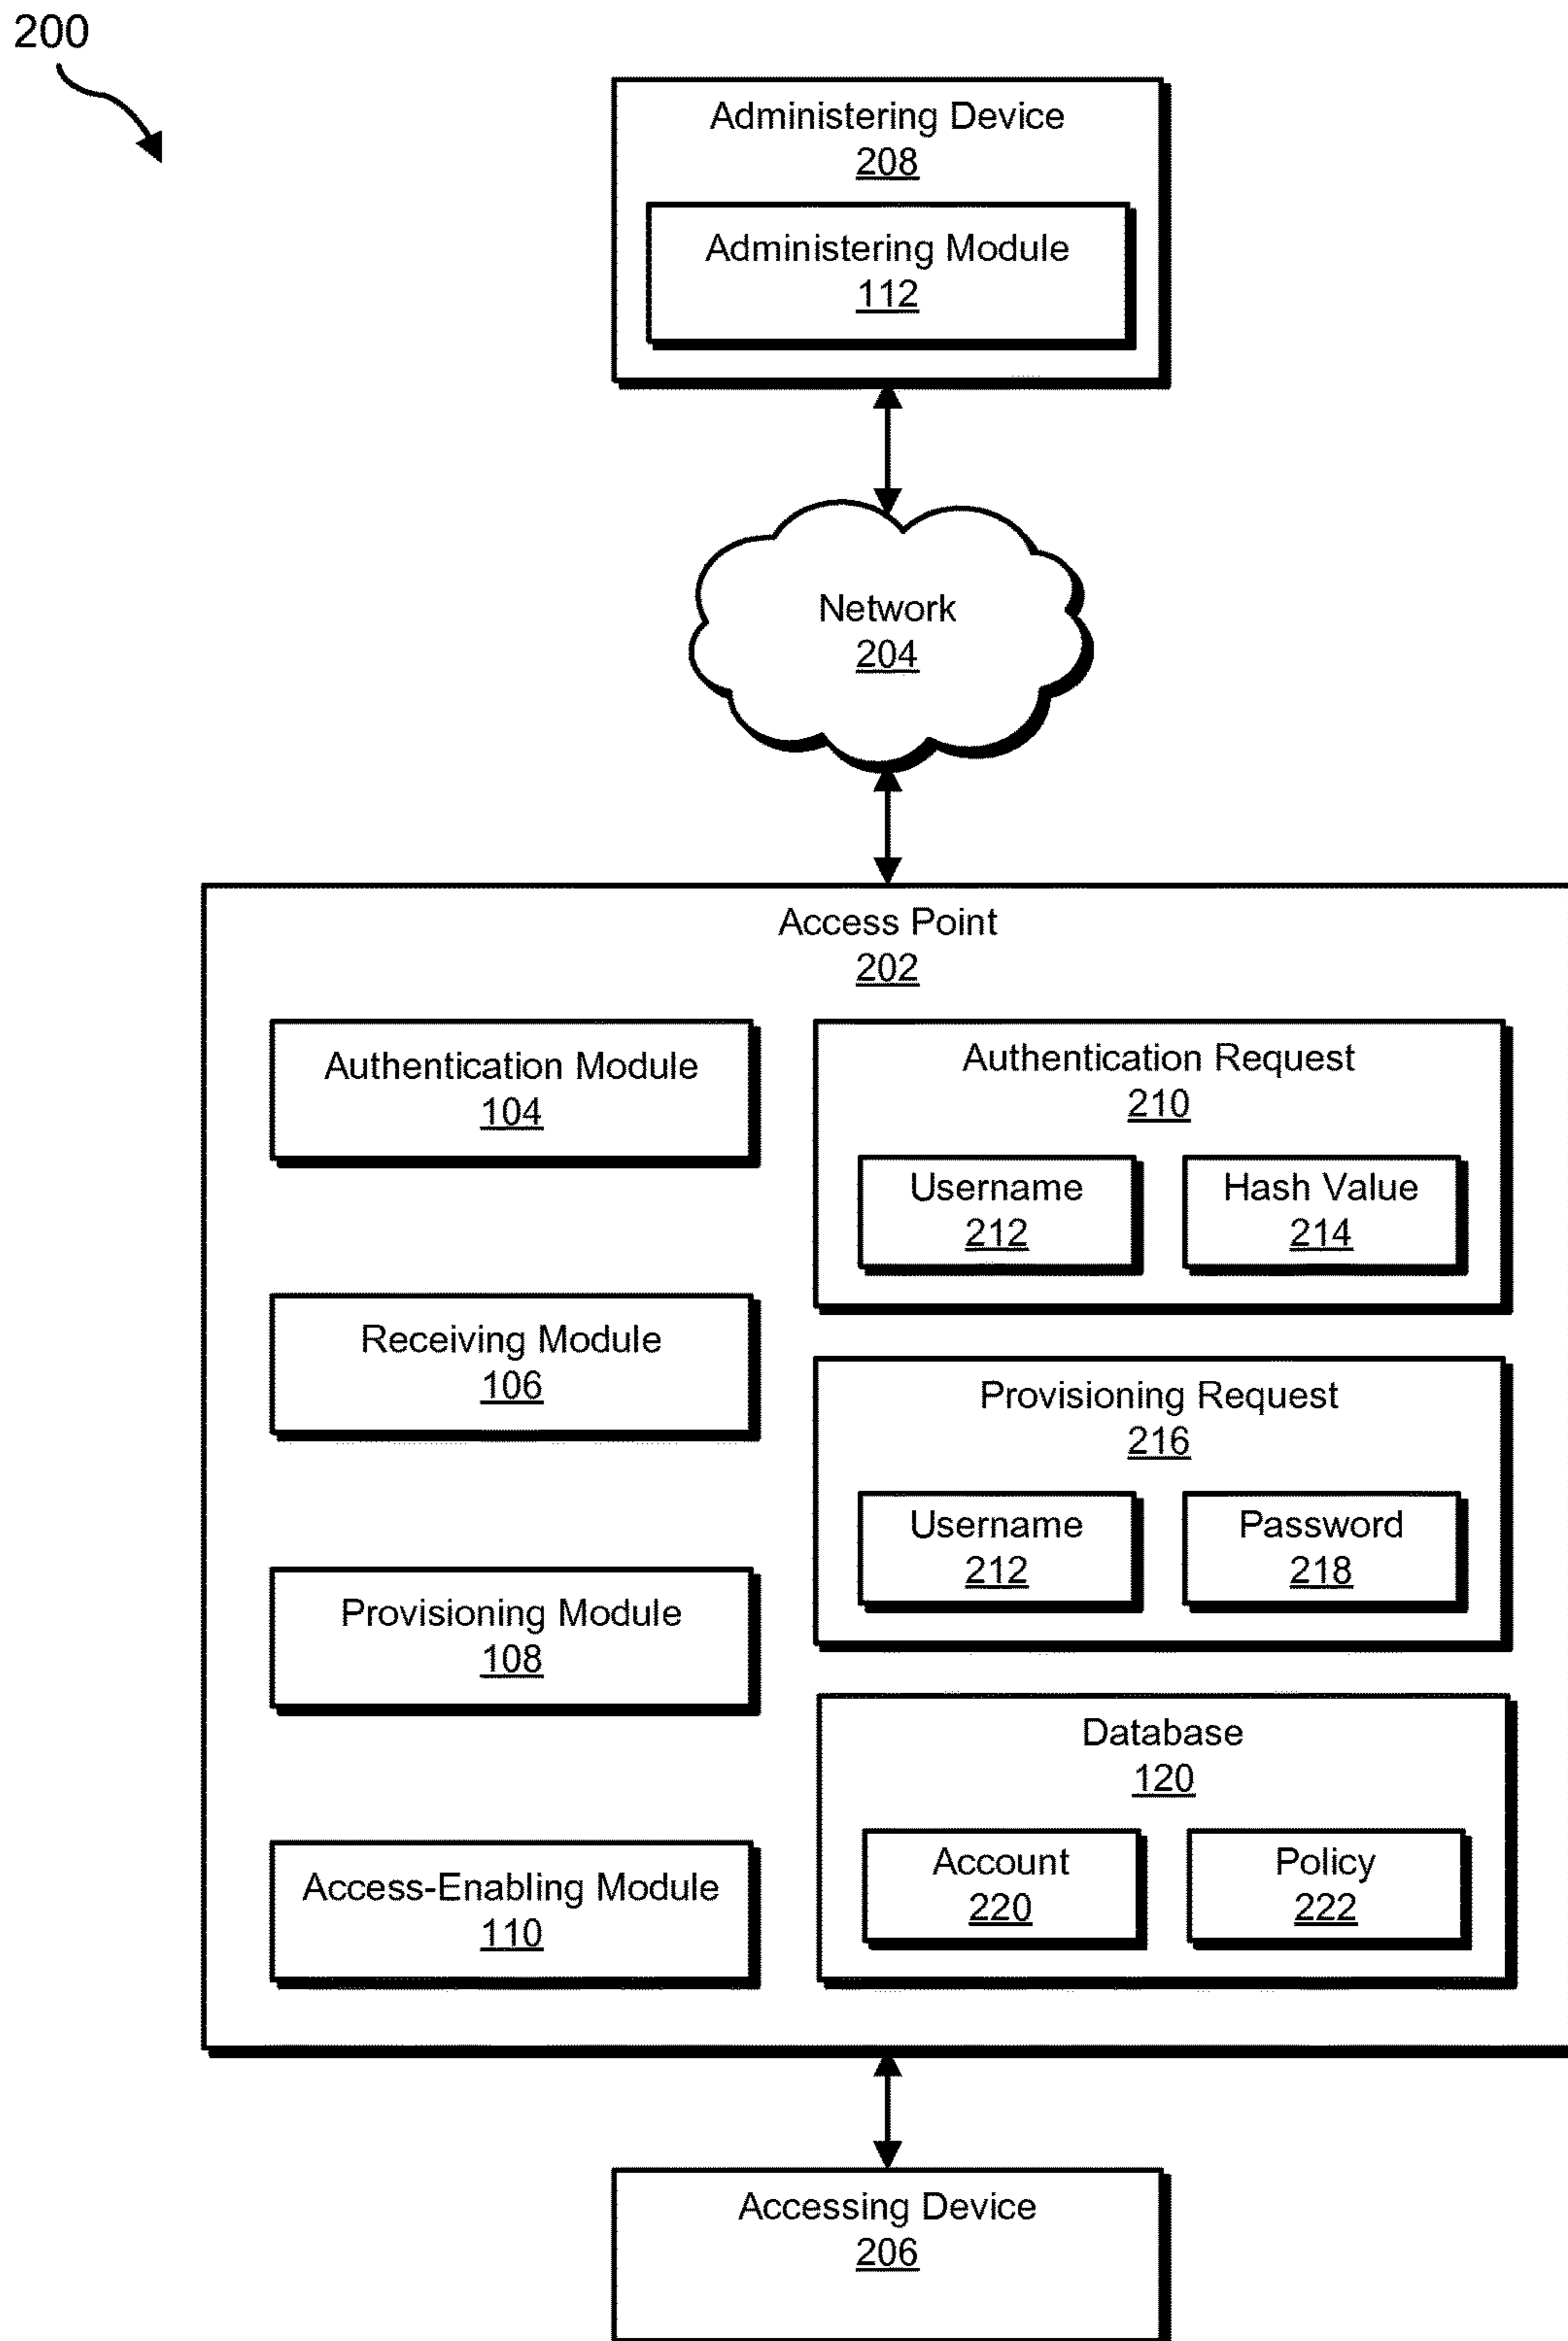 200
Administering Device
208
Administering Module
112
Network
204
Access Point
202
Authentication Module
104
Receiving Module
106
Provisioning Module
108
Access-Enabling Module
110
Authentication Request
210
Username
212
Hash Value
214
Provisioning Request
216
Username
212
Password
218
Database
120
Account
220
Policy
222
Accessing Device
206